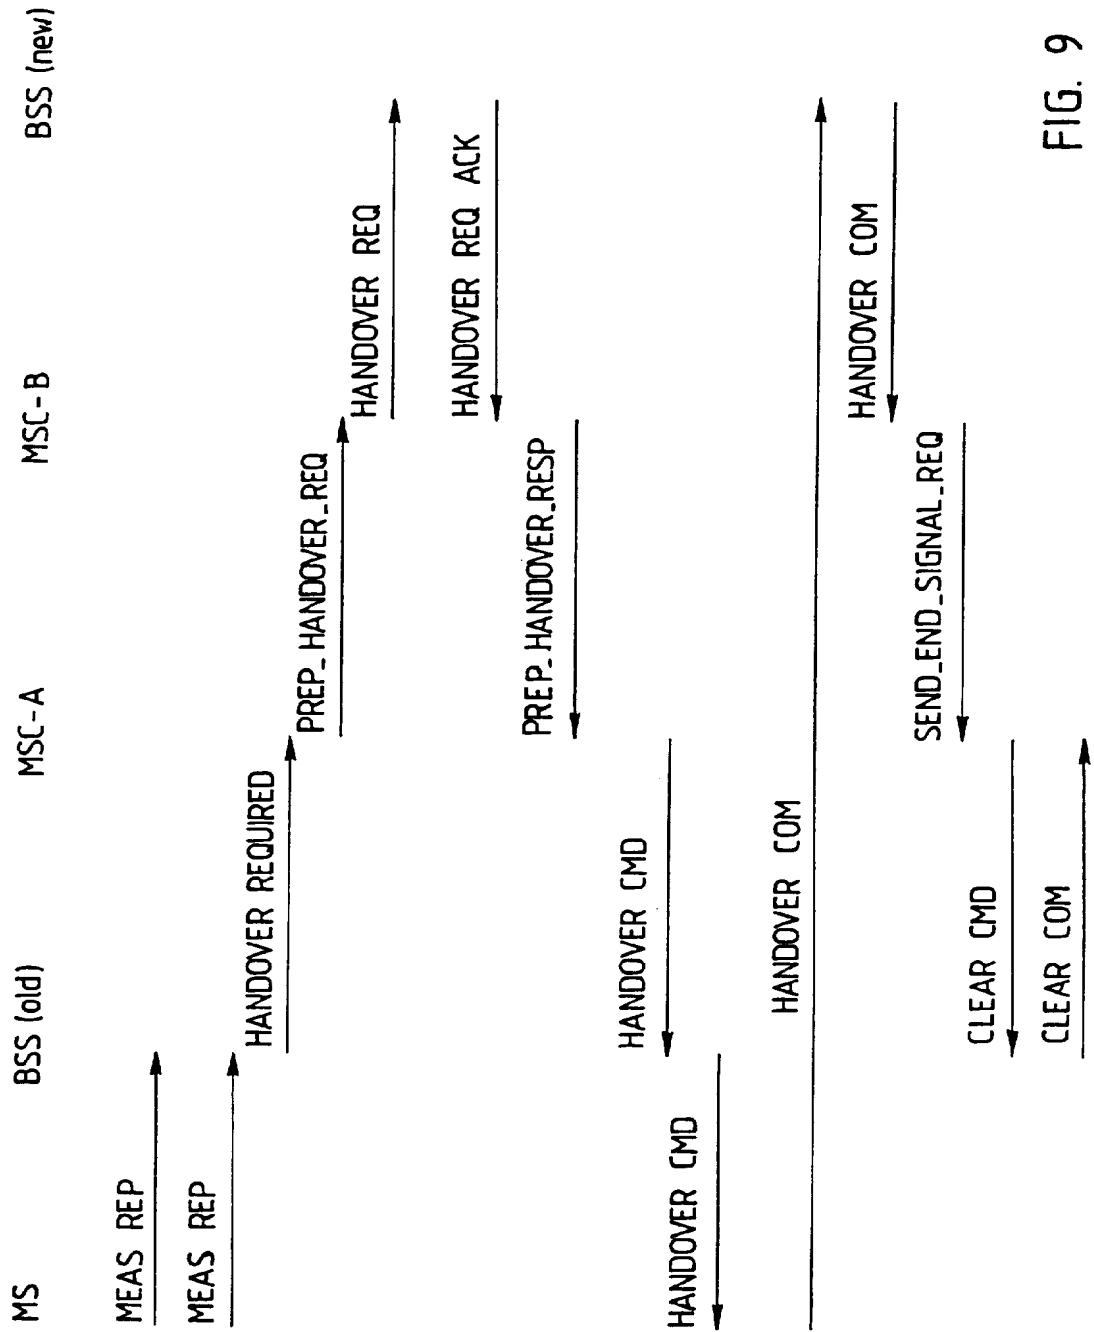 MS
BSS (old)
MSC-A
MSC-B
BSS (new)
MEAS REP
MEAS REP
HANDOVER REQUIRED
PREP_HANDOVER_REQ
HANDOVER REQ
HANDOVER REQ ACK
PREP_HANDOVER_RESP
HANDOVER CMD
HANDOVER CMD
HANDOVER COM
HANDOVER COM
SEND_END_SIGNAL_REQ
CLEAR CMD
CLEAR COM
FIG. 9